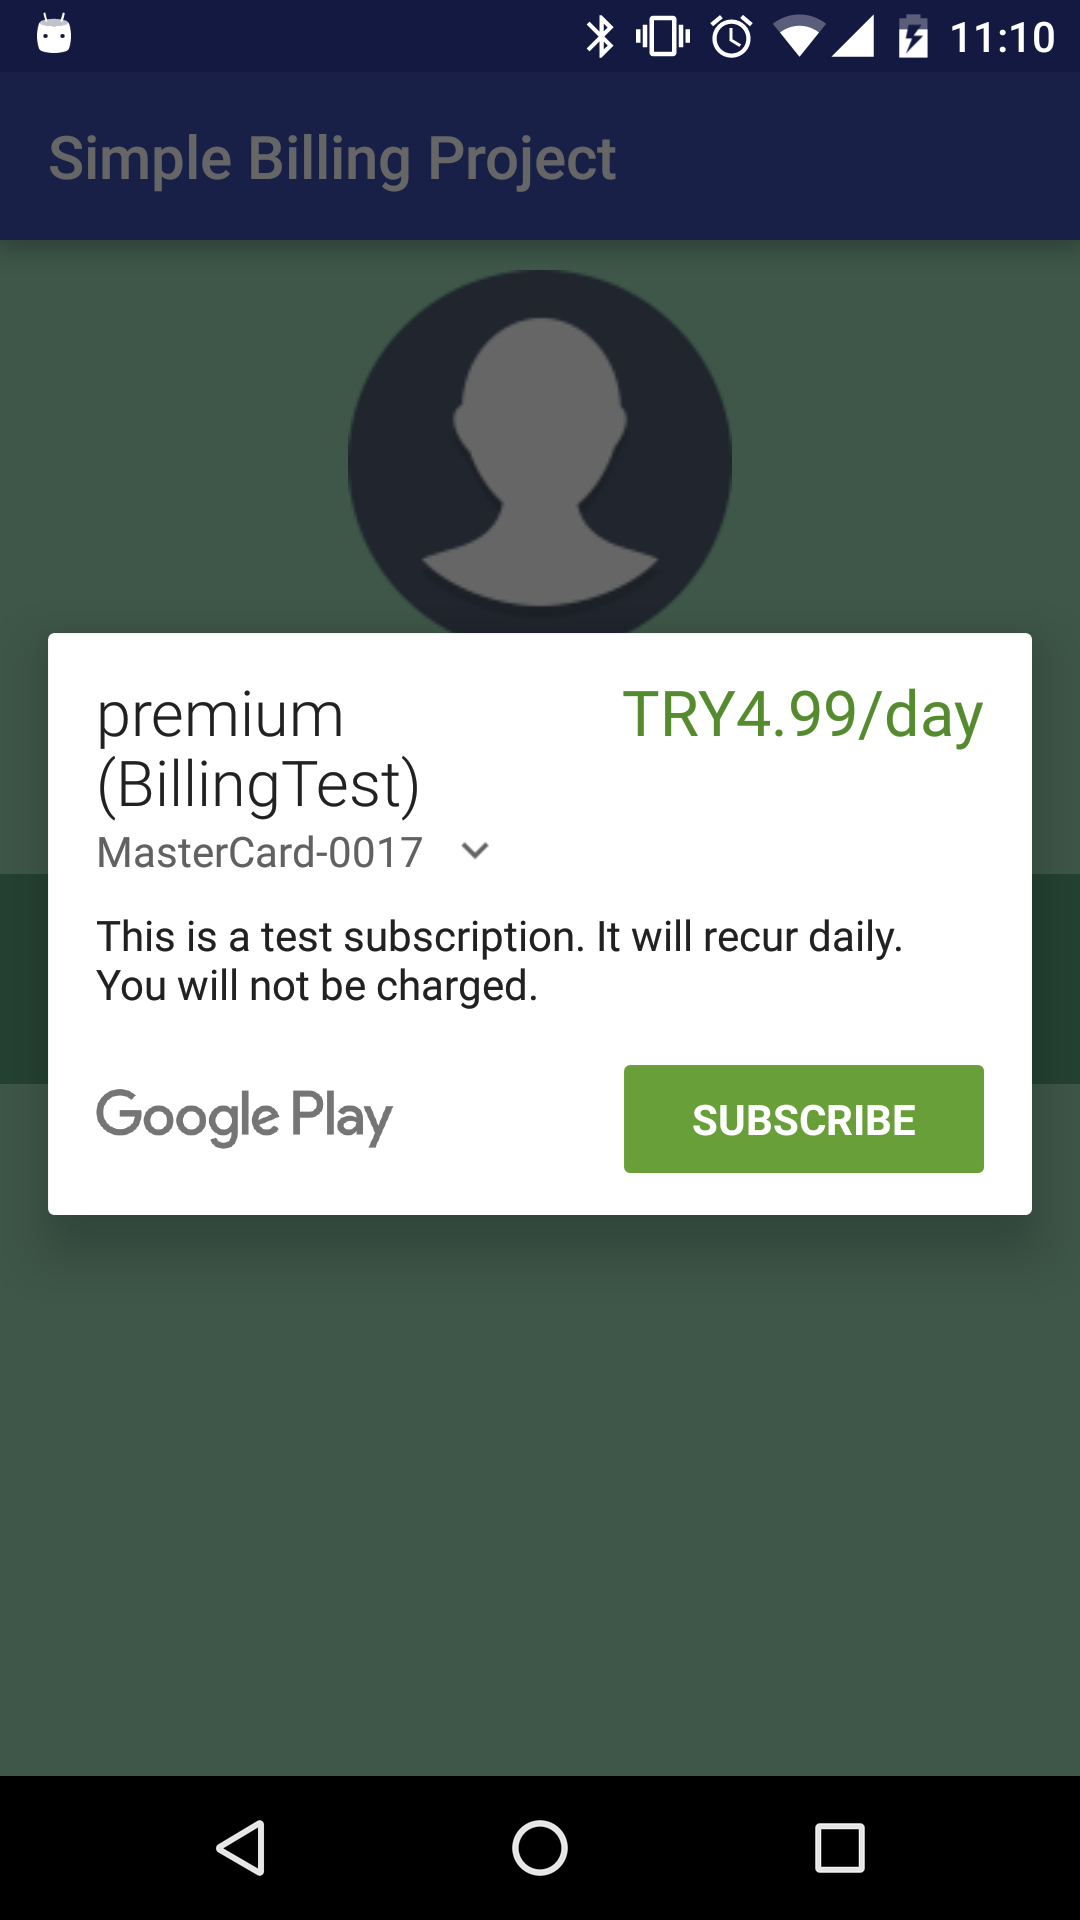 11:10
Simple Billing Project
premium TRY4.99/day
(BillingTest)
MasterCard-0017
This is a test subscription. It will recur daily.
You will not be charged.
Google Play SUBSCRIBE